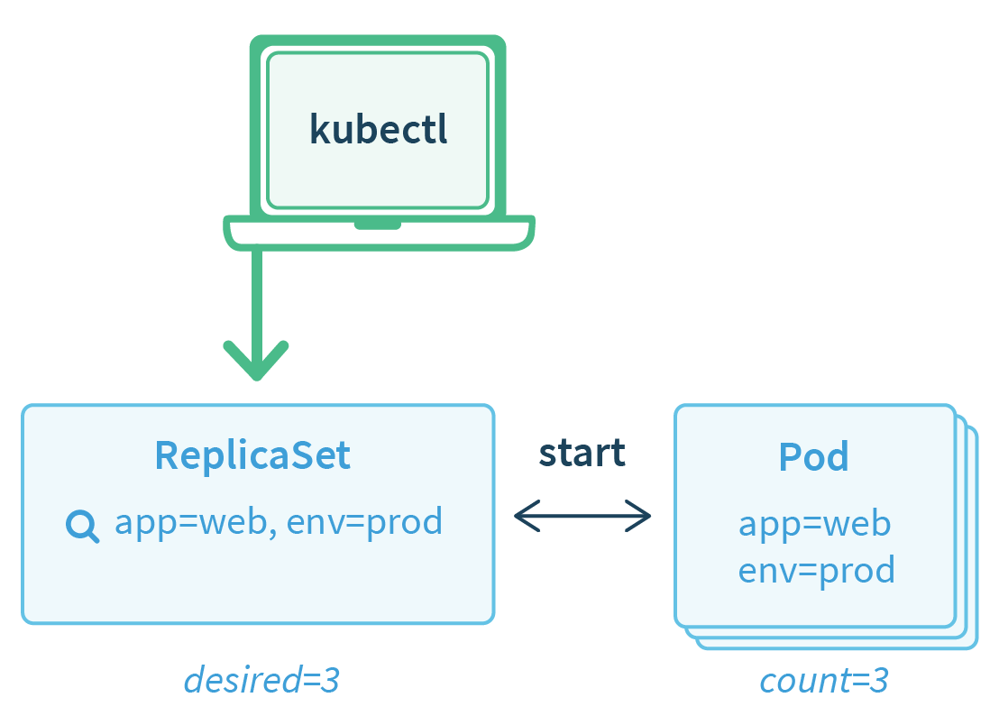 kubectl
ReplicaSet
app=web, env=prod
start
Pod
app=web
env=prod
desired=3
count=3